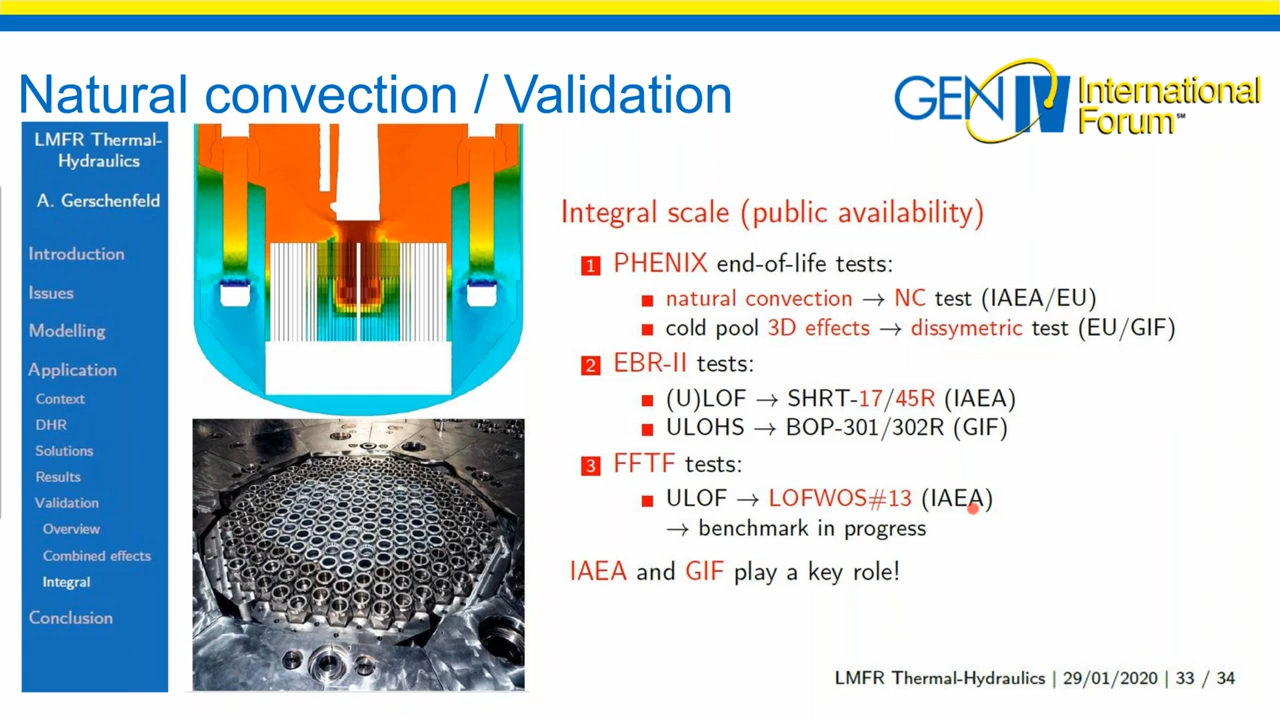 Natural convection / Validation
GEN IV International
Forum℠
LMFR Thermal-
Hydraulics
A. Gerschenfeld
Introduction
Issues
Modelling
Application
Context
DHR
Solutions
Results
Validation
Overview
Combined effects
Integral
Conclusion
Integral scale (public availability)
1 PHENIX end-of-life tests:
■ natural convection → NC test (IAEA/EU)
■ cold pool 3D effects → dissymetric test (EU/GIF)
2 EBR-II tests:
■ (U)LOF → SHRT-17/45R (IAEA)
■ ULOHS → BOP-301/302R (GIF)
3 FFTF tests:
■ ULOF → LOFWOS#13 (IAEA)
→ benchmark in progress
IAEA and GIF play a key role!
LMFR Thermal-Hydraulics | 29/01/2020 | 33 / 34